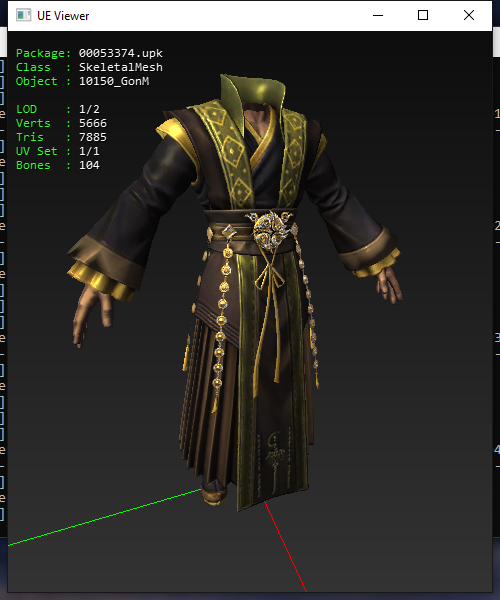 UE Viewer
Package: 00053374.upk
Class : SkeletalMesh
Object : 10150_GonM
LOD : 1/2
Verts : 5666
Tris : 7885
UV Set : 1/1
Bones : 104